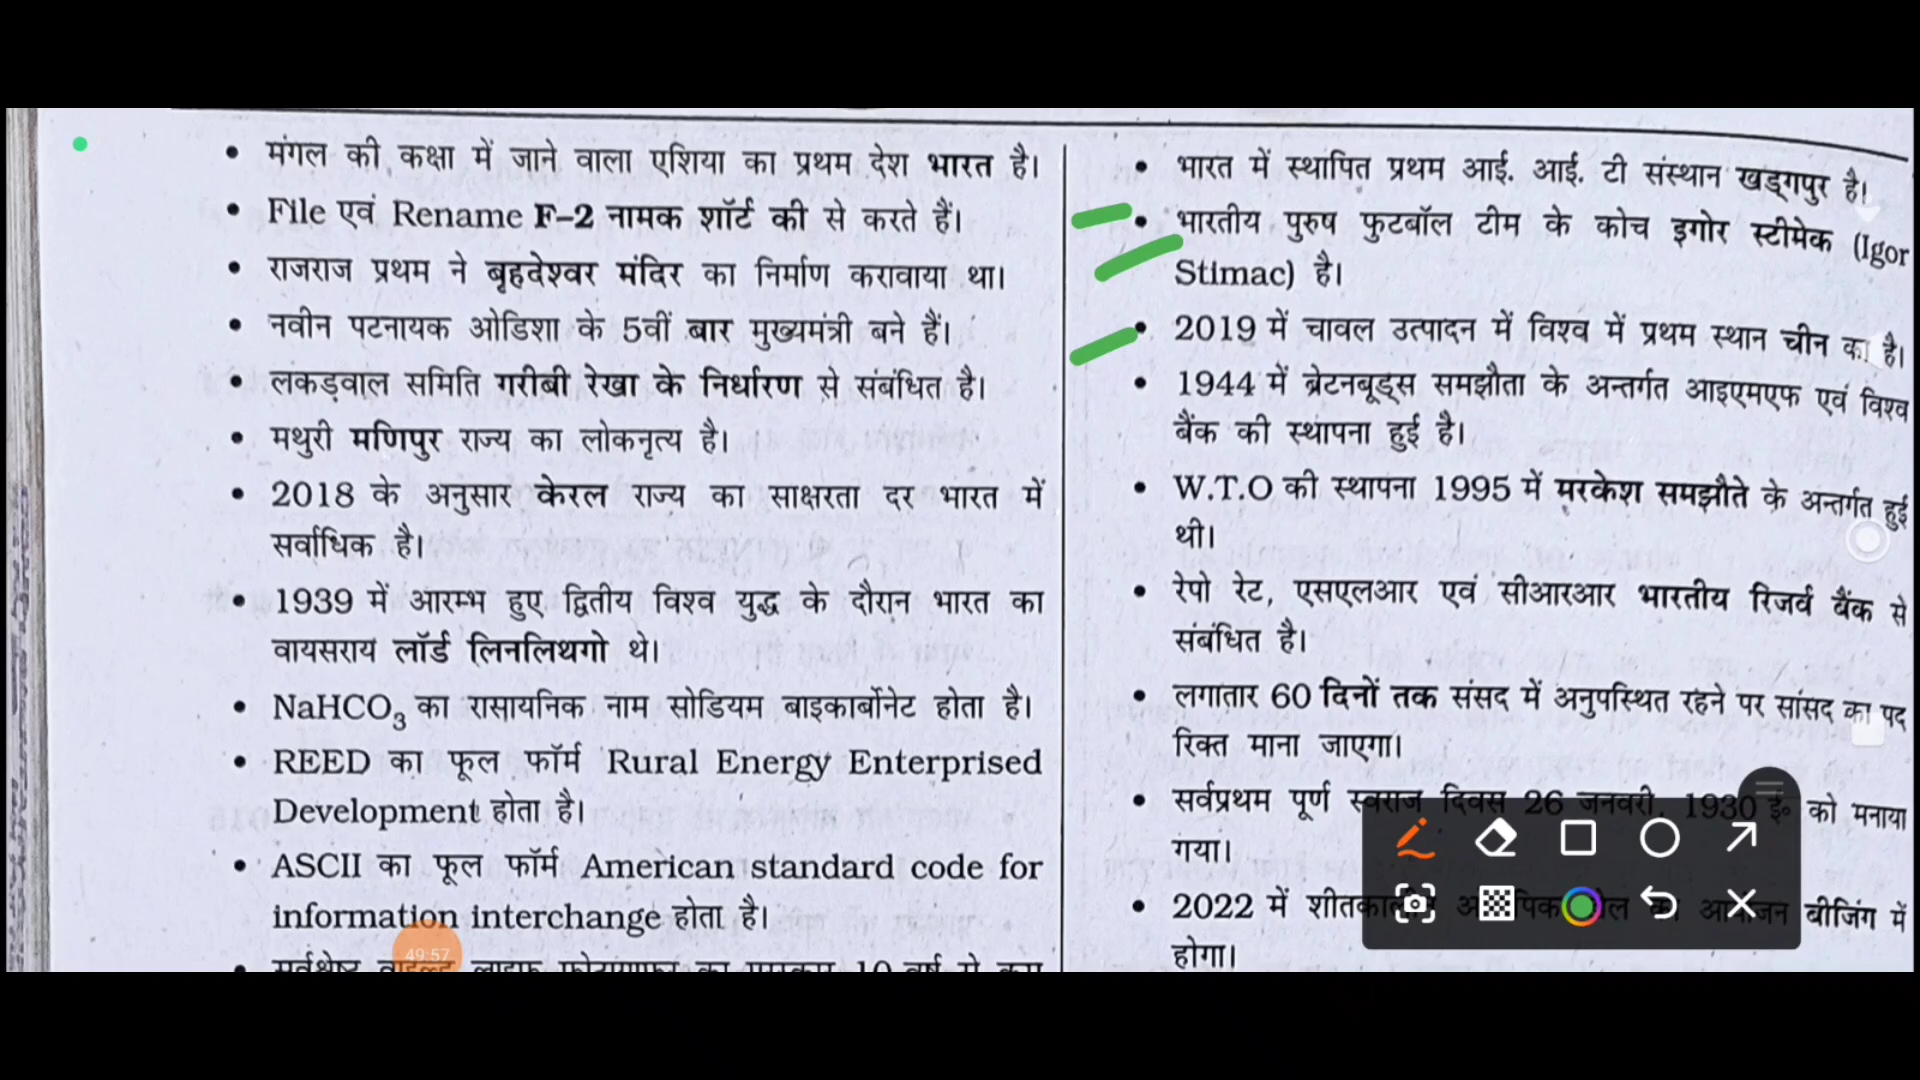 • मंगल की कक्षा में जाने वाला एशिया का प्रथम देश भारत है।
• File एवं Rename F–2 नामक शॉर्ट की से करते हैं।
• राजराज प्रथम ने बृहदेश्वर मंदिर का निर्माण करावाया था।
• नवीन पटनायक ओडिशा के 5वीं बार मुख्यमंत्री बने हैं।
• लकड़वाल समिति गरीबी रेखा के निर्धारण से संबंधित है।
• मथुरी मणिपुर राज्य का लोकनृत्य है।
• 2018 के अनुसार केरल राज्य का साक्षरता दर भारत में
सर्वाधिक है।
• 1939 में आरम्भ हुए द्वितीय विश्व युद्ध के दौरान भारत का
वायसराय लॉर्ड लिनलिथगो थे।
• NaHCO₃ का रासायनिक नाम सोडियम बाइकार्बोनेट होता है।
• REED का फूल फॉर्म Rural Energy Enterprised
Development होता है।
• ASCII का फूल फॉर्म American standard code for
information interchange होता है।
49:57
• भारत में स्थापित प्रथम आई. आई. टी संस्थान खड्गपुर है।
• भारतीय पुरुष फुटबॉल टीम के कोच इगोर स्टीमेक (Igor
Stimac) है।
• 2019 में चावल उत्पादन में विश्व में प्रथम स्थान चीन का है।
• 1944 में ब्रेटनबूड्स समझौता के अन्तर्गत आइएमएफ एवं विश्व
बैंक की स्थापना हुई है।
• W.T.O की स्थापना 1995 में मरकेश समझौते के अन्तर्गत हुई
थी।
• रेपो रेट, एसएलआर एवं सीआरआर भारतीय रिजर्व बैंक से
संबंधित है।
• लगातार 60 दिनों तक संसद में अनुपस्थित रहने पर सांसद का पद
रिक्त माना जाएगा।
• सर्वप्रथम पूर्ण स्वराज दिवस 26 जनवरी, 1930 ई० को मनाया
गया।
• 2022 में बीजिंग में
होगा।